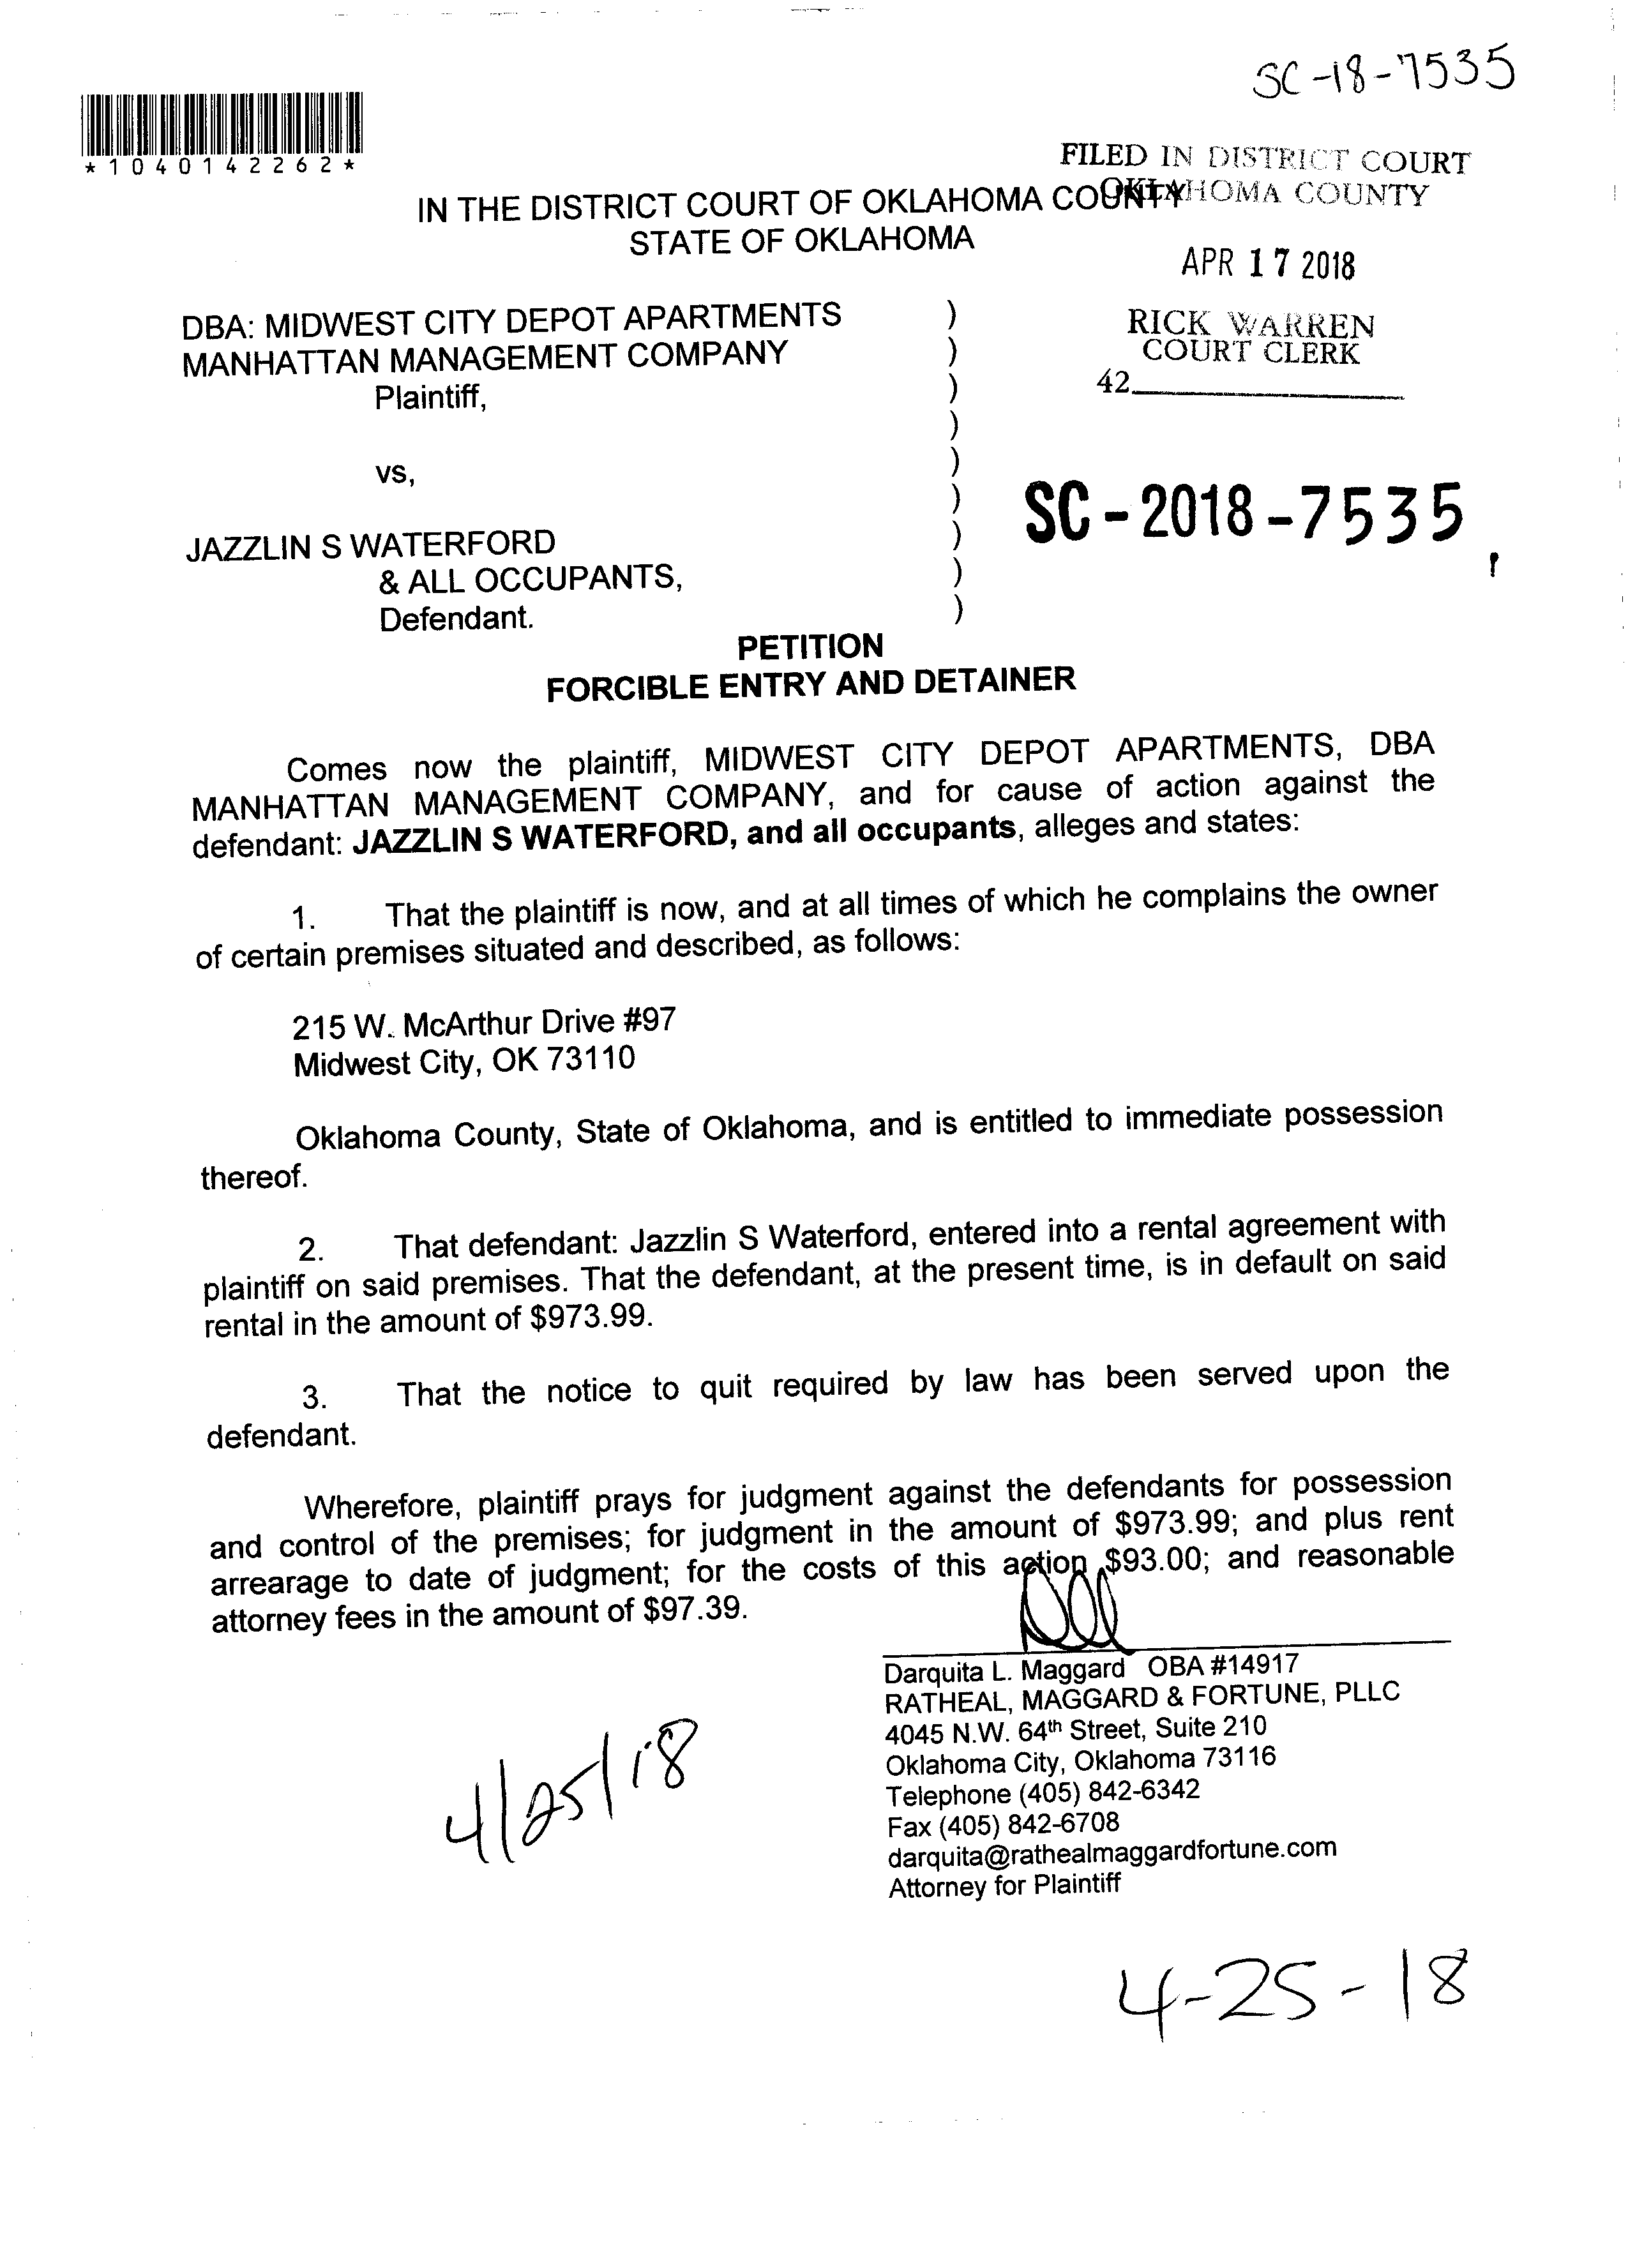 SC-18-7535
*1040142262*
FILED IN DISTRICT COURT
OKLAHOMA COUNTY
IN THE DISTRICT COURT OF OKLAHOMA COUNTY
STATE OF OKLAHOMA
APR 17 2018
RICK WARREN
COURT CLERK
42
DBA: MIDWEST CITY DEPOT APARTMENTS )
MANHATTAN MANAGEMENT COMPANY )
Plaintiff, )
)
vs, )
)
JAZZLIN S WATERFORD )
& ALL OCCUPANTS, )
Defendant. )
SC-2018-7535
PETITION
FORCIBLE ENTRY AND DETAINER
Comes now the plaintiff, MIDWEST CITY DEPOT APARTMENTS, DBA
MANHATTAN MANAGEMENT COMPANY, and for cause of action against the
defendant: JAZZLIN S WATERFORD, and all occupants, alleges and states:
1. That the plaintiff is now, and at all times of which he complains the owner
of certain premises situated and described, as follows:
215 W. McArthur Drive #97
Midwest City, OK 73110
Oklahoma County, State of Oklahoma, and is entitled to immediate possession
thereof.
2. That defendant: Jazzlin S Waterford, entered into a rental agreement with
plaintiff on said premises. That the defendant, at the present time, is in default on said
rental in the amount of $973.99.
3. That the notice to quit required by law has been served upon the
defendant.
Wherefore, plaintiff prays for judgment against the defendants for possession
and control of the premises; for judgment in the amount of $973.99; and plus rent
arrearage to date of judgment; for the costs of this action $93.00; and reasonable
attorney fees in the amount of $97.39.
Darquita L. Maggard OBA #14917
RATHEAL, MAGGARD & FORTUNE, PLLC
4045 N.W. 64th Street, Suite 210
Oklahoma City, Oklahoma 73116
Telephone (405) 842-6342
Fax (405) 842-6708
darquita@rathealmaggardfortune.com
Attorney for Plaintiff
4/25/18
4-25-18